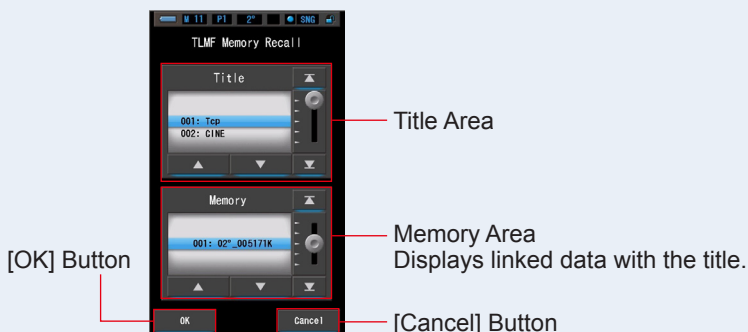 M 11 P1 2° SNG
TLMF Memory Recall
Title
001: Tcp
002: CINE
Title Area
Memory
001: 02°_005171K
Memory Area
Displays linked data with the title.
[OK] Button
OK
Cancel
[Cancel] Button